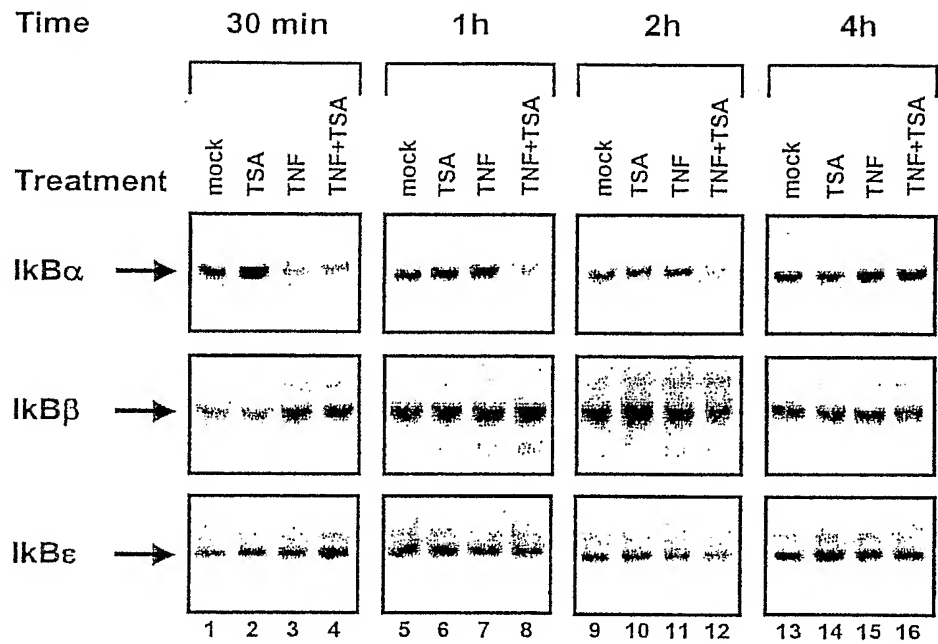 Time 30 min 1h 2h 4h
Treatment mock TSA TNF TNF+TSA mock TSA TNF TNF+TSA mock TSA TNF TNF+TSA mock TSA TNF TNF+TSA
IkBα
IkBβ
IkBε
1 2 3 4 5 6 7 8 9 10 11 12 13 14 15 16